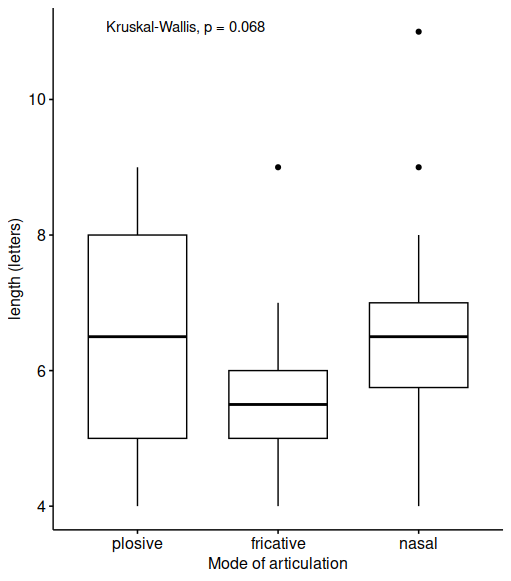 Kruskal-Wallis, p = 0.068
length (letters)
10
8
6
4
plosive fricative nasal
Mode of articulation